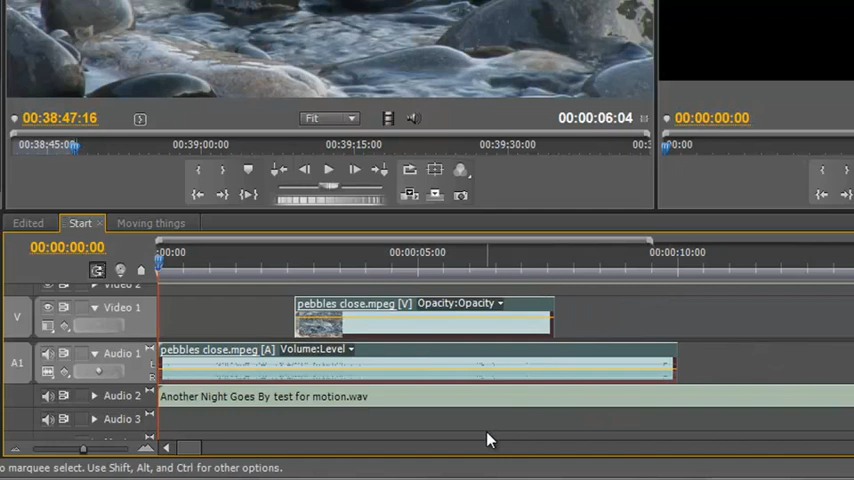 00:38:47:16
Fit
00:00:06:04
00:00:00:00
00:38:45:00
00:39:00:00
00:39:15:00
00:39:30:00
00:3
00:00
Edited
Start
Moving things
00:00:00:00
:00:00
00:00:05:00
00:00:10:00
Video 2
V
Video 1
pebbles close.mpeg [V] Opacity:Opacity
A1
Audio 1
pebbles close.mpeg [A] Volume:Level
L
R
Audio 2
Another Night Goes By test for motion.wav
Audio 3
o marquee select. Use Shift, Alt, and Ctrl for other options.